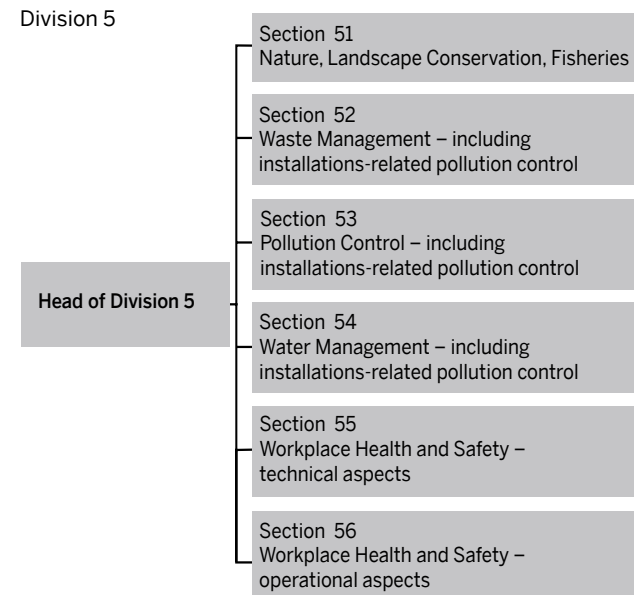 Division 5
Section 51
Nature, Landscape Conservation, Fisheries
Section 52
Waste Management – including
installations-related pollution control
Section 53
Pollution Control – including
installations-related pollution control
Head of Division 5
Section 54
Water Management – including
installations-related pollution control
Section 55
Workplace Health and Safety –
technical aspects
Section 56
Workplace Health and Safety –
operational aspects